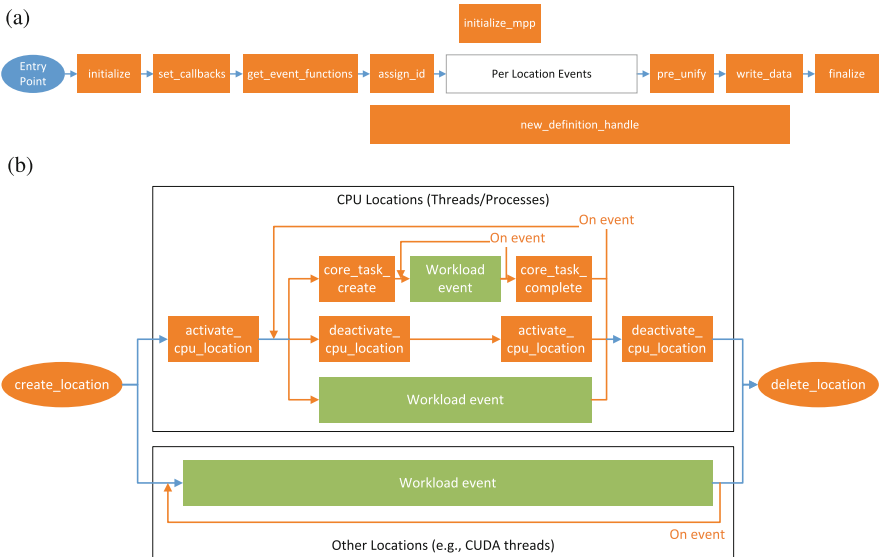 (a)
initialize_mpp
Entry
Point
initialize
set_callbacks
get_event_functions
assign_id
Per Location Events
pre_unify
write_data
finalize
new_definition_handle
(b)
CPU Locations (Threads/Processes)
On event
On event
core_task_
create
Workload
event
core_task_
complete
activate_
cpu_location
deactivate_
cpu_location
activate_
cpu_location
deactivate_
cpu_location
create_location
Workload event
delete_location
Workload event
On event
Other Locations (e.g., CUDA threads)